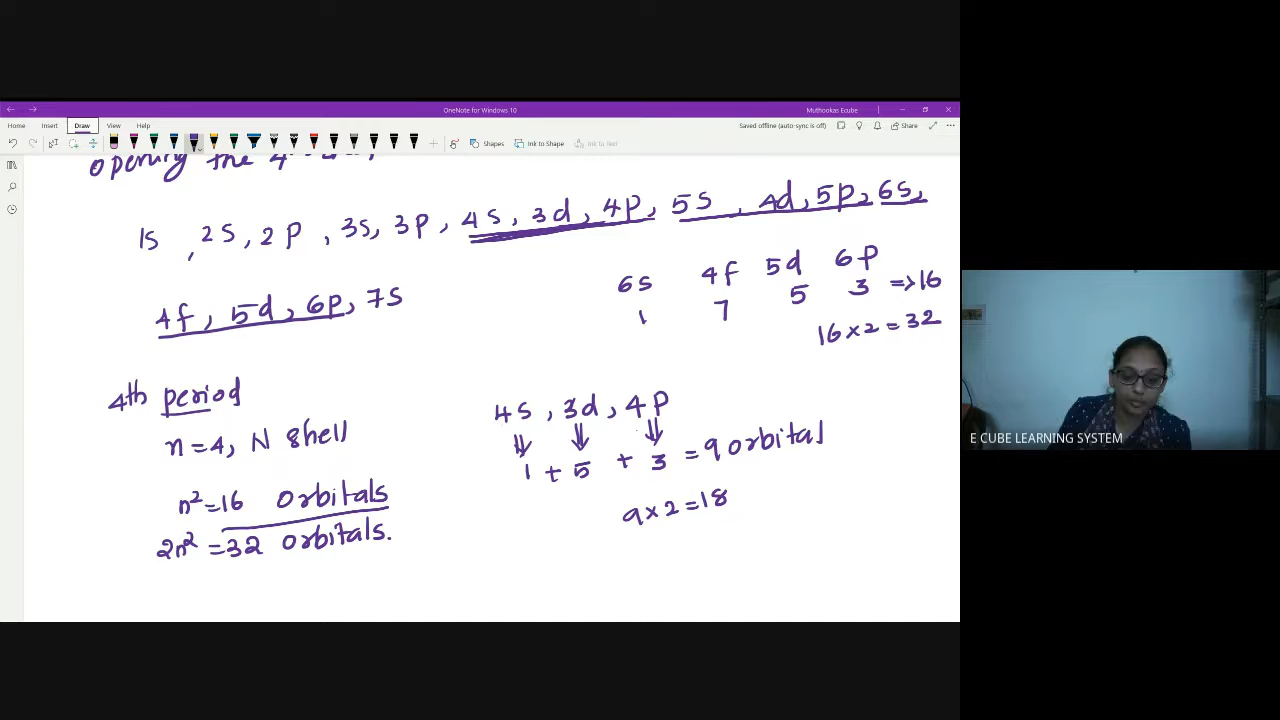 OneNote for Windows 10
Muthookas Ecube
Home Insert Draw View Help
Saved offline (auto-sync is off)
Share
Shapes
Ink to Shape
Ink to Text
opening the
1s, 2s, 2p, 3s, 3p, 4s, 3d, 4p, 5s, 4d, 5p, 6s,
4f, 5d, 6p, 7s
6s 4f 5d 6p
1 7 5 3 => 16
16 × 2 = 32
4th period
n = 4, N shell
n² = 16 orbitals
2n² = 32 orbitals.
4s, 3d, 4p
1 + 5 + 3 = 9 orbital
9 × 2 = 18
E CUBE LEARNING SYSTEM